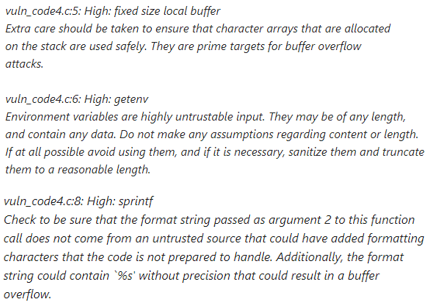 vuln_code4.c:5: High: fixed size local buffer
Extra care should be taken to ensure that character arrays that are allocated
on the stack are used safely. They are prime targets for buffer overflow
attacks.
vuln_code4.c:6: High: getenv
Environment variables are highly untrustable input. They may be of any length,
and contain any data. Do not make any assumptions regarding content or length.
If at all possible avoid using them, and if it is necessary, sanitize them and truncate
them to a reasonable length.
vuln_code4.c:8: High: sprintf
Check to be sure that the format string passed as argument 2 to this function
call does not come from an untrusted source that could have added formatting
characters that the code is not prepared to handle. Additionally, the format
string could contain `%s' without precision that could result in a buffer
overflow.